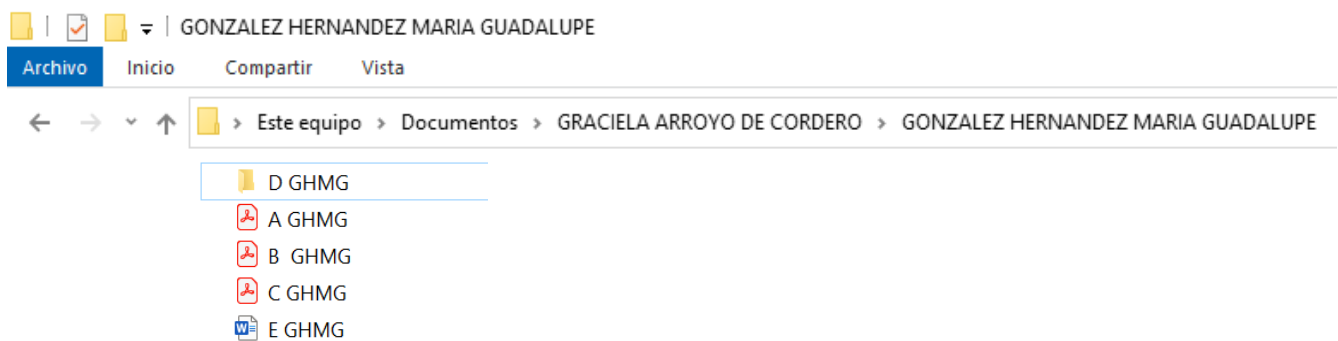 GONZALEZ HERNANDEZ MARIA GUADALUPE
Archivo Inicio Compartir Vista
Este equipo > Documentos > GRACIELA ARROYO DE CORDERO > GONZALEZ HERNANDEZ MARIA GUADALUPE
D GHMG
A GHMG
B  GHMG
C GHMG
E GHMG